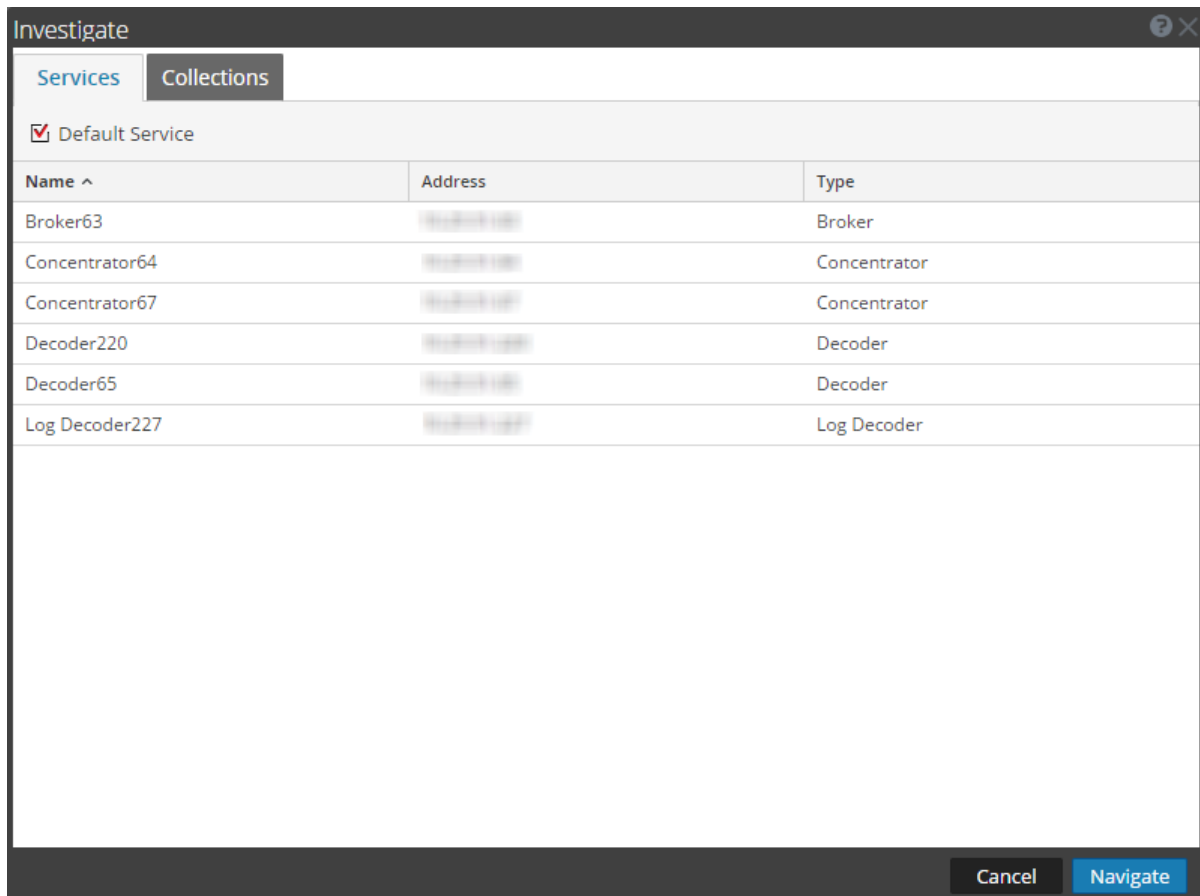 Investigate
Services Collections
Default Service
Name Address Type
Broker63 Broker
Concentrator64 Concentrator
Concentrator67 Concentrator
Decoder220 Decoder
Decoder65 Decoder
Log Decoder227 Log Decoder
Cancel Navigate